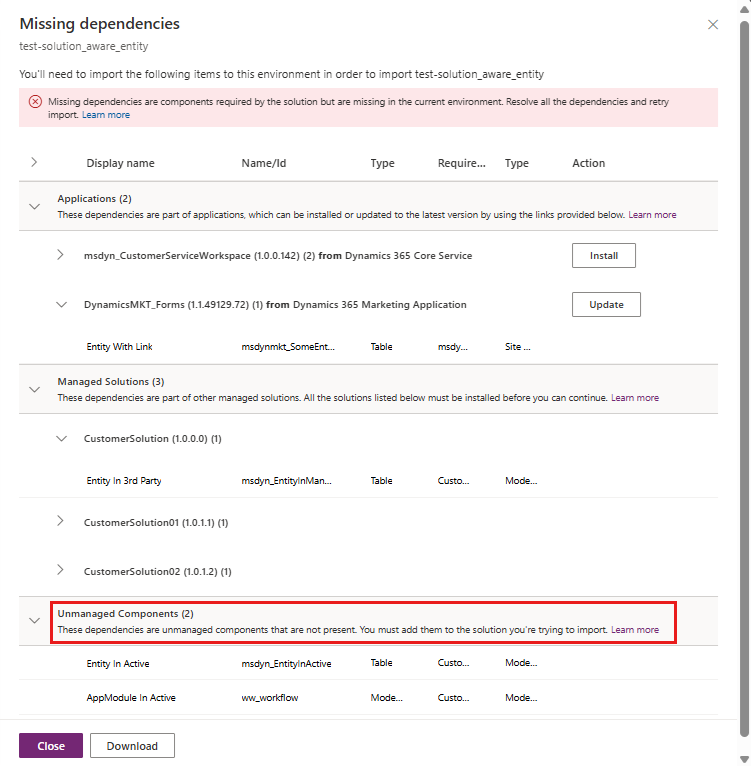 Missing dependencies
test-solution_aware_entity
You'll need to import the following items to this environment in order to import test-solution_aware_entity
Missing dependencies are components required by the solution but are missing in the current environment. Resolve all the dependencies and retry
import. Learn more
Display name Name/Id Type Require... Type Action
Applications (2)
These dependencies are part of applications, which can be installed or updated to the latest version by using the links provided below. Learn more
msdyn_CustomerServiceWorkspace (1.0.0.142) (2) from Dynamics 365 Core Service Install
DynamicsMKT_Forms (1.1.49129.72) (1) from Dynamics 365 Marketing Application Update
Entity With Link msdynmkt_SomeEnt... Table msdy... Site ...
Managed Solutions (3)
These dependencies are part of other managed solutions. All the solutions listed below must be installed before you can continue. Learn more
CustomerSolution (1.0.0.0) (1)
Entity In 3rd Party msdyn_EntityInMan... Table Custo... Mode...
CustomerSolution01 (1.0.1.1) (1)
CustomerSolution02 (1.0.1.2) (1)
Unmanaged Components (2)
These dependencies are unmanaged components that are not present. You must add them to the solution you're trying to import. Learn more
Entity In Active msdyn_EntityInActive Table Custo... Mode...
AppModule In Active ww_workflow Mode... Custo... Mode...
Close Download